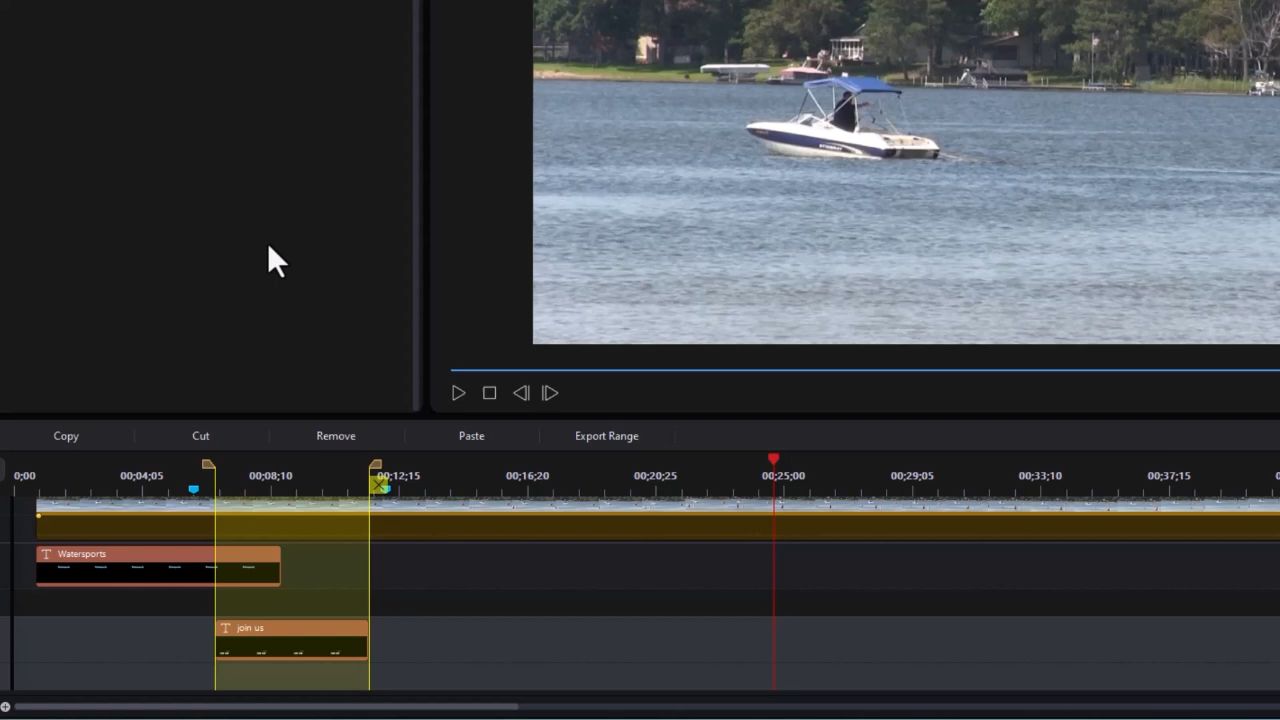 STINGRAY
Copy Cut Remove Paste Export Range
0;00 00;04;05 00;08;10 00;12;15 00;16;20 00;20;25 00;25;00 00;29;05 00;33;10 00;37;15
T Watersports
T join us